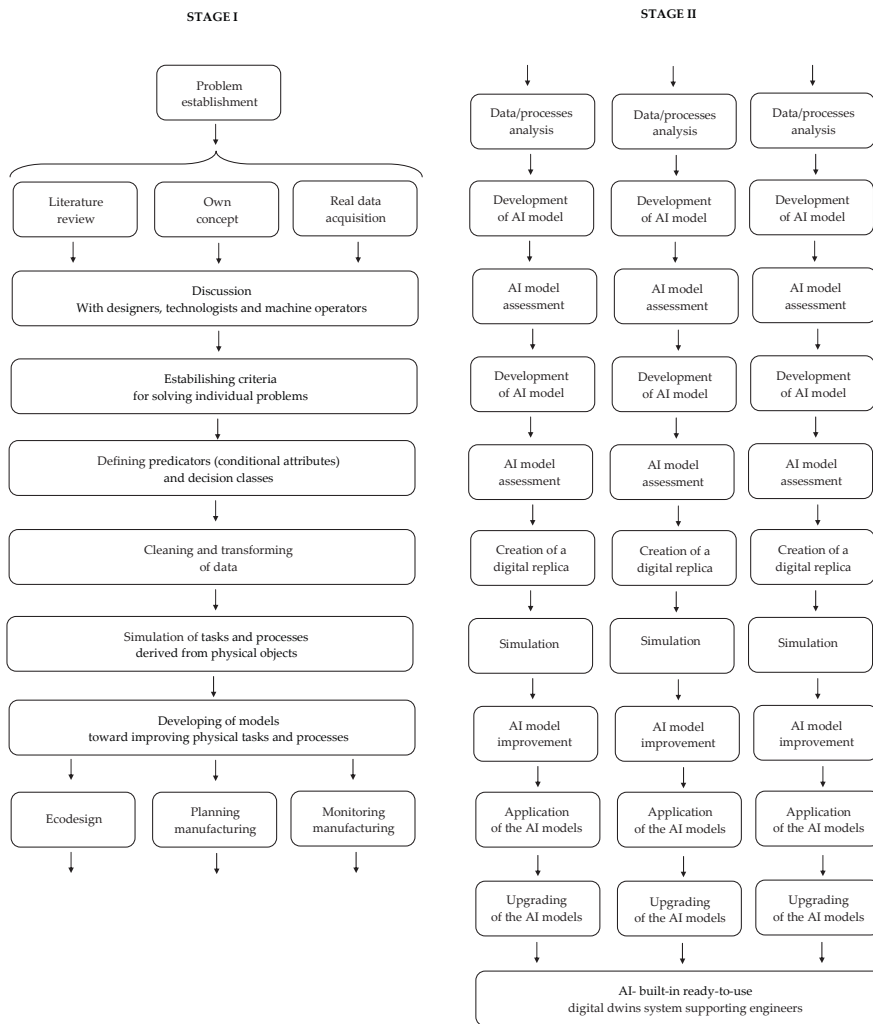 STAGE I
Problem
establishment
Literature
review
Own
concept
Real data
acquisition
Discussion
With designers, technologists and machine operators
Estabilishing criteria
for solving individual problems
Defining predicators (conditional attributes)
and decision classes
Cleaning and transforming
of data
Simulation of tasks and processes
derived from physical objects
Developing of models
toward improving physical tasks and processes
Ecodesign
Planning
manufacturing
Monitoring
manufacturing
STAGE II
Data/processes
analysis
Data/processes
analysis
Data/processes
analysis
Development
of AI model
Development
of AI model
Development
of AI model
AI model
assessment
AI model
assessment
AI model
assessment
Development
of AI model
Development
of AI model
Development
of AI model
AI model
assessment
AI model
assessment
AI model
assessment
Creation of a
digital replica
Creation of a
digital replica
Creation of a
digital replica
Simulation
Simulation
Simulation
AI model
improvement
AI model
improvement
AI model
improvement
Application
of the AI models
Application
of the AI models
Application
of the AI models
Upgrading
of the AI models
Upgrading
of the AI models
Upgrading
of the AI models
AI- built-in ready-to-use
digital dwins system supporting engineers